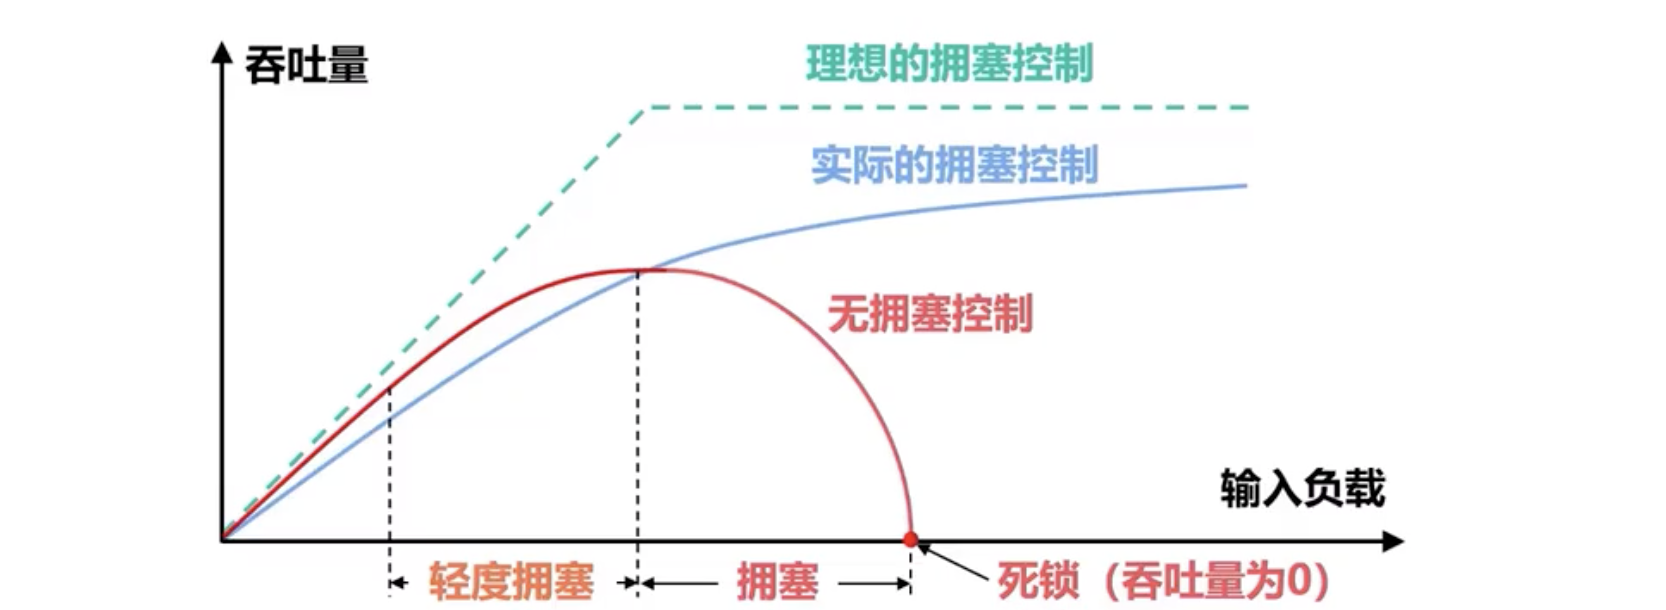 吞吐量
理想的拥塞控制
实际的拥塞控制
无拥塞控制
输入负载
轻度拥塞
拥塞
死锁（吞吐量为0）